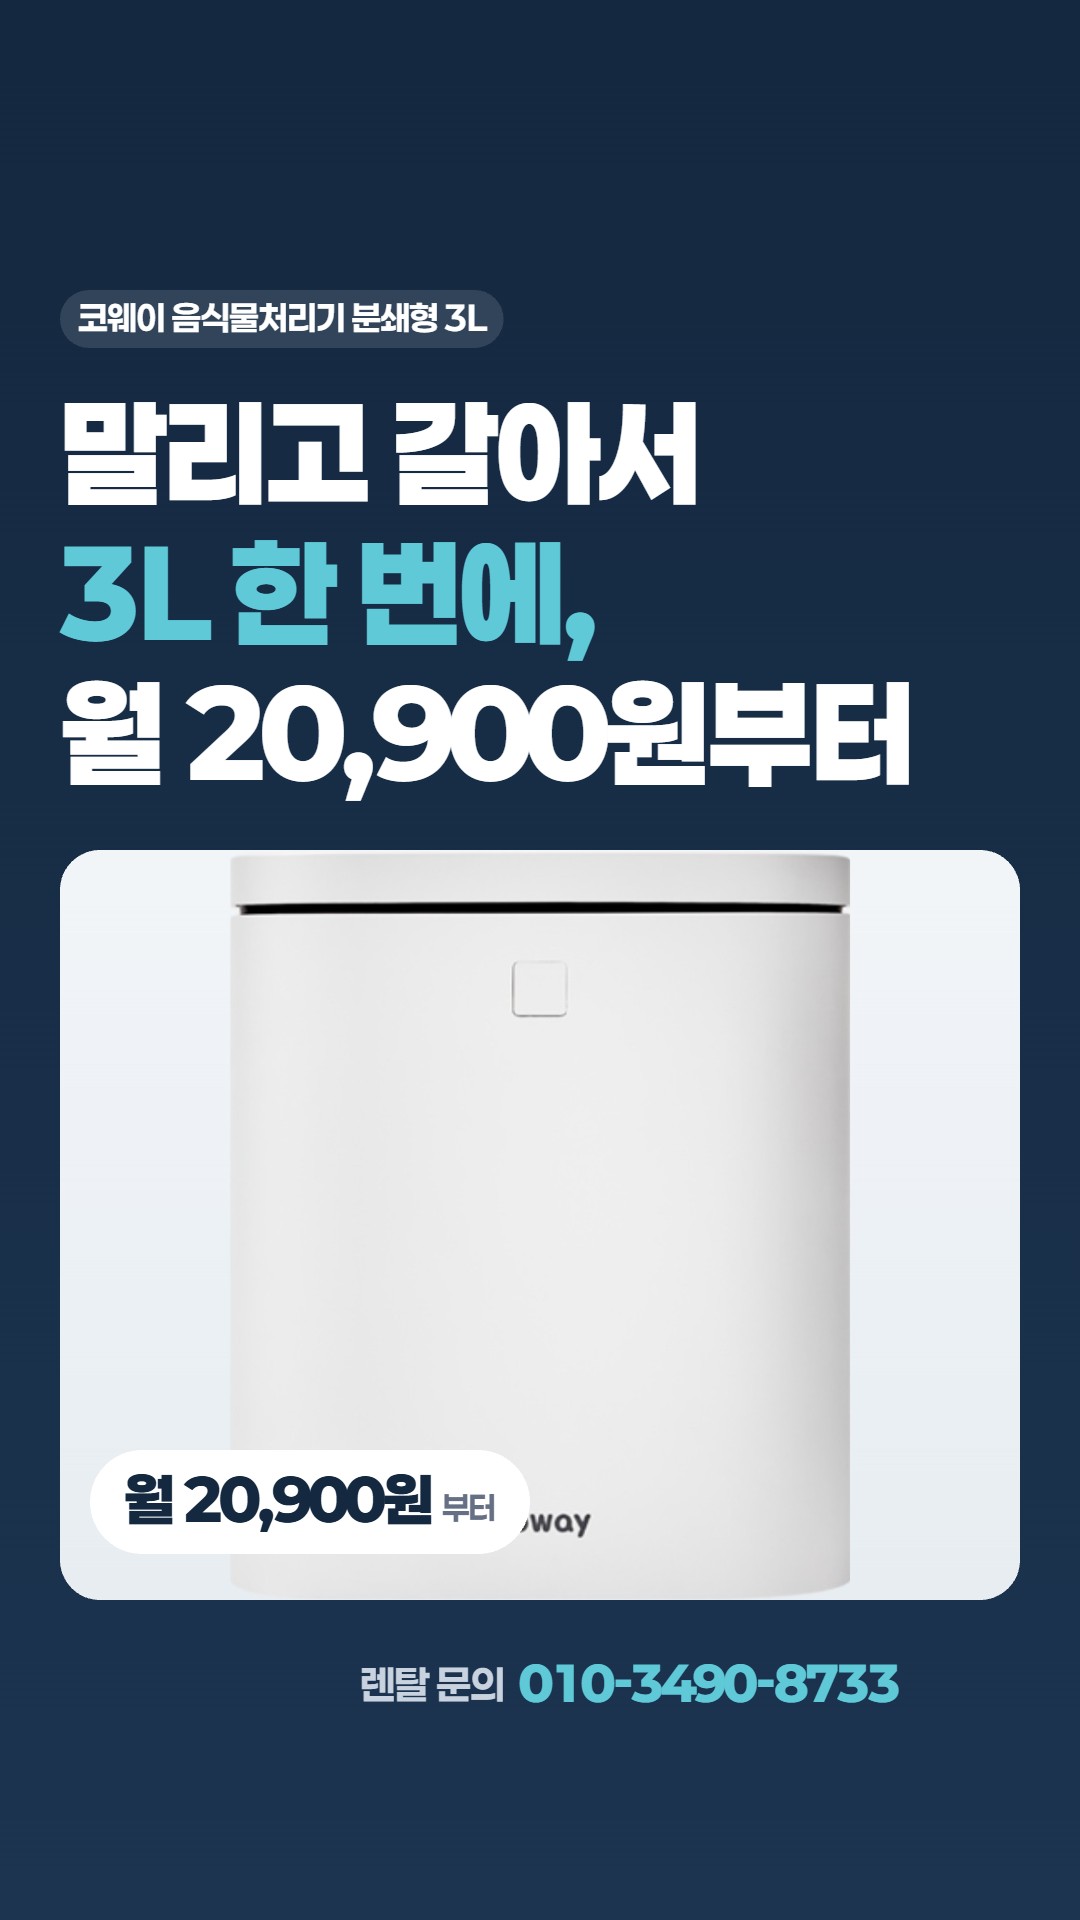 코웨이 음식물처리기 분쇄형 3L
말리고 갈아서
3L 한 번에,
월 20,900원부터
월 20,900원 부터
way
렌탈 문의 010-3490-8733